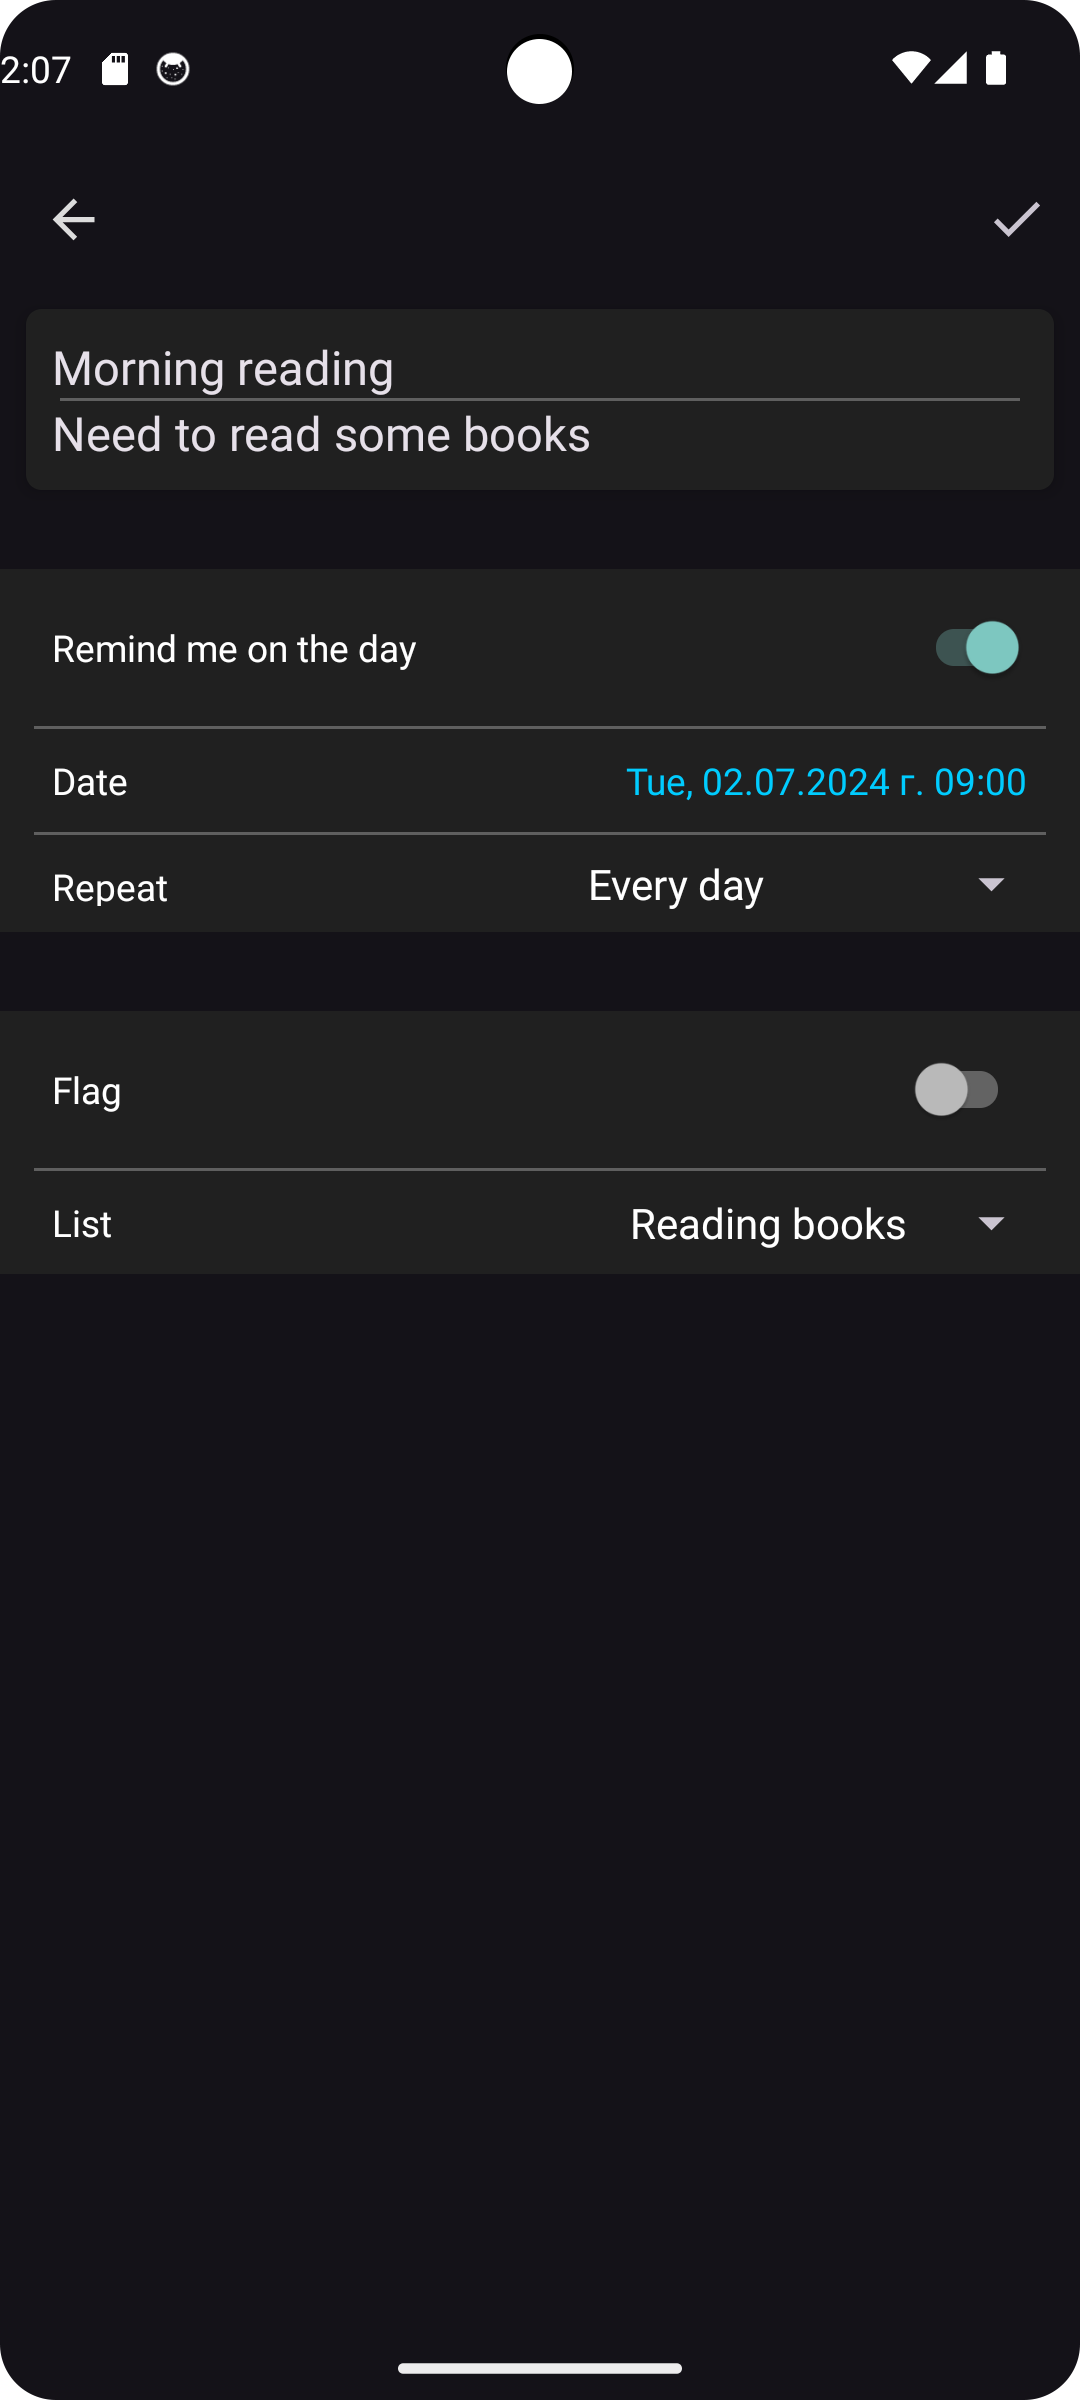 2:07
Morning reading
Need to read some books
Remind me on the day
Date
Tue, 02.07.2024 г. 09:00
Repeat
Every day
Flag
List
Reading books